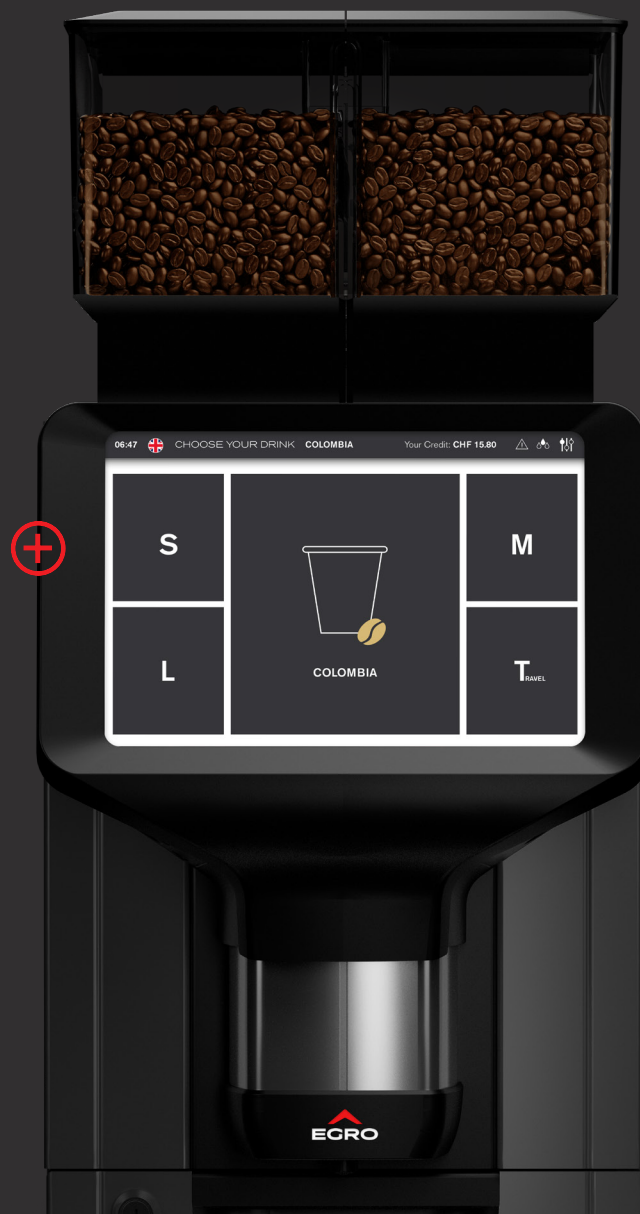 06:47 CHOOSE YOUR DRINK COLOMBIA Your Credit: CHF 15.80
S
M
COLOMBIA
L
TRAVEL
EGRO